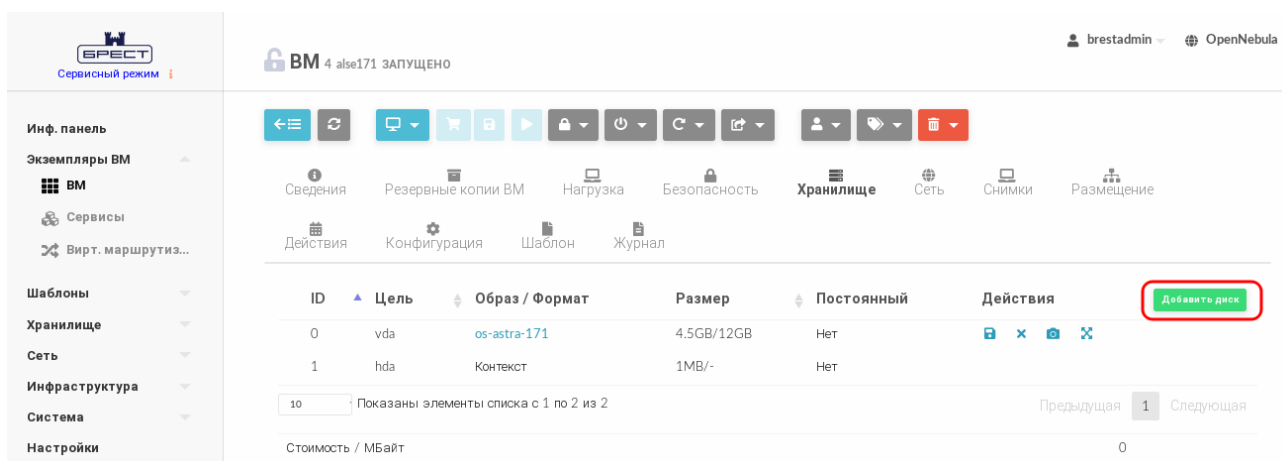 БРЕСТ
Сервисный режим i
ВМ 4 alse171 ЗАПУЩЕНО
brestadmin OpenNebula
Инф. панель
Экземпляры ВМ
ВМ
Сервисы
Вирт. маршрутиз...
Шаблоны
Хранилище
Сеть
Инфраструктура
Система
Настройки
Сведения Резервные копии ВМ Нагрузка Безопасность Хранилище Сеть Снимки Размещение
Действия Конфигурация Шаблон Журнал
ID Цель Образ / Формат Размер Постоянный Действия Добавить диск
0 vda os-astra-171 4.5GB/12GB Нет
1 hda Контекст 1MB/- Нет
10 Показаны элементы списка с 1 по 2 из 2 Предыдущая 1 Следующая
Стоимость / МБайт 0